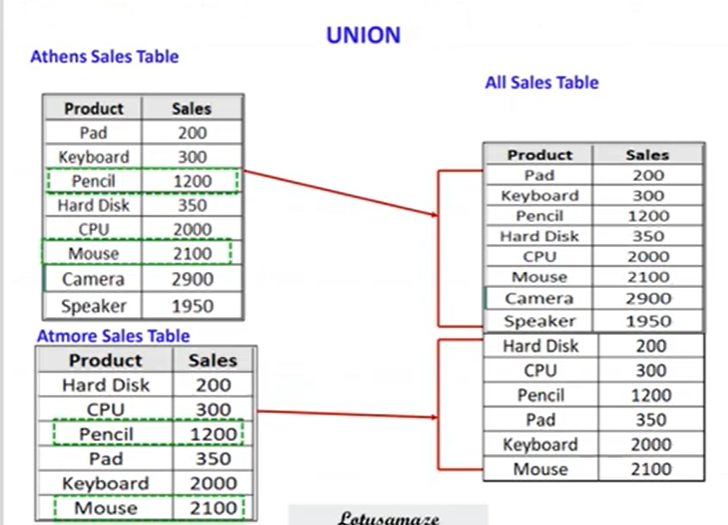 UNION
Athens Sales Table
Product Sales
Pad 200
Keyboard 300
Pencil 1200
Hard Disk 350
CPU 2000
Mouse 2100
Camera 2900
Speaker 1950
Atmore Sales Table
Product Sales
Hard Disk 200
CPU 300
Pencil 1200
Pad 350
Keyboard 2000
Mouse 2100
All Sales Table
Product Sales
Pad 200
Keyboard 300
Pencil 1200
Hard Disk 350
CPU 2000
Mouse 2100
Camera 2900
Speaker 1950
Hard Disk 200
CPU 300
Pencil 1200
Pad 350
Keyboard 2000
Mouse 2100
Lotusamaze